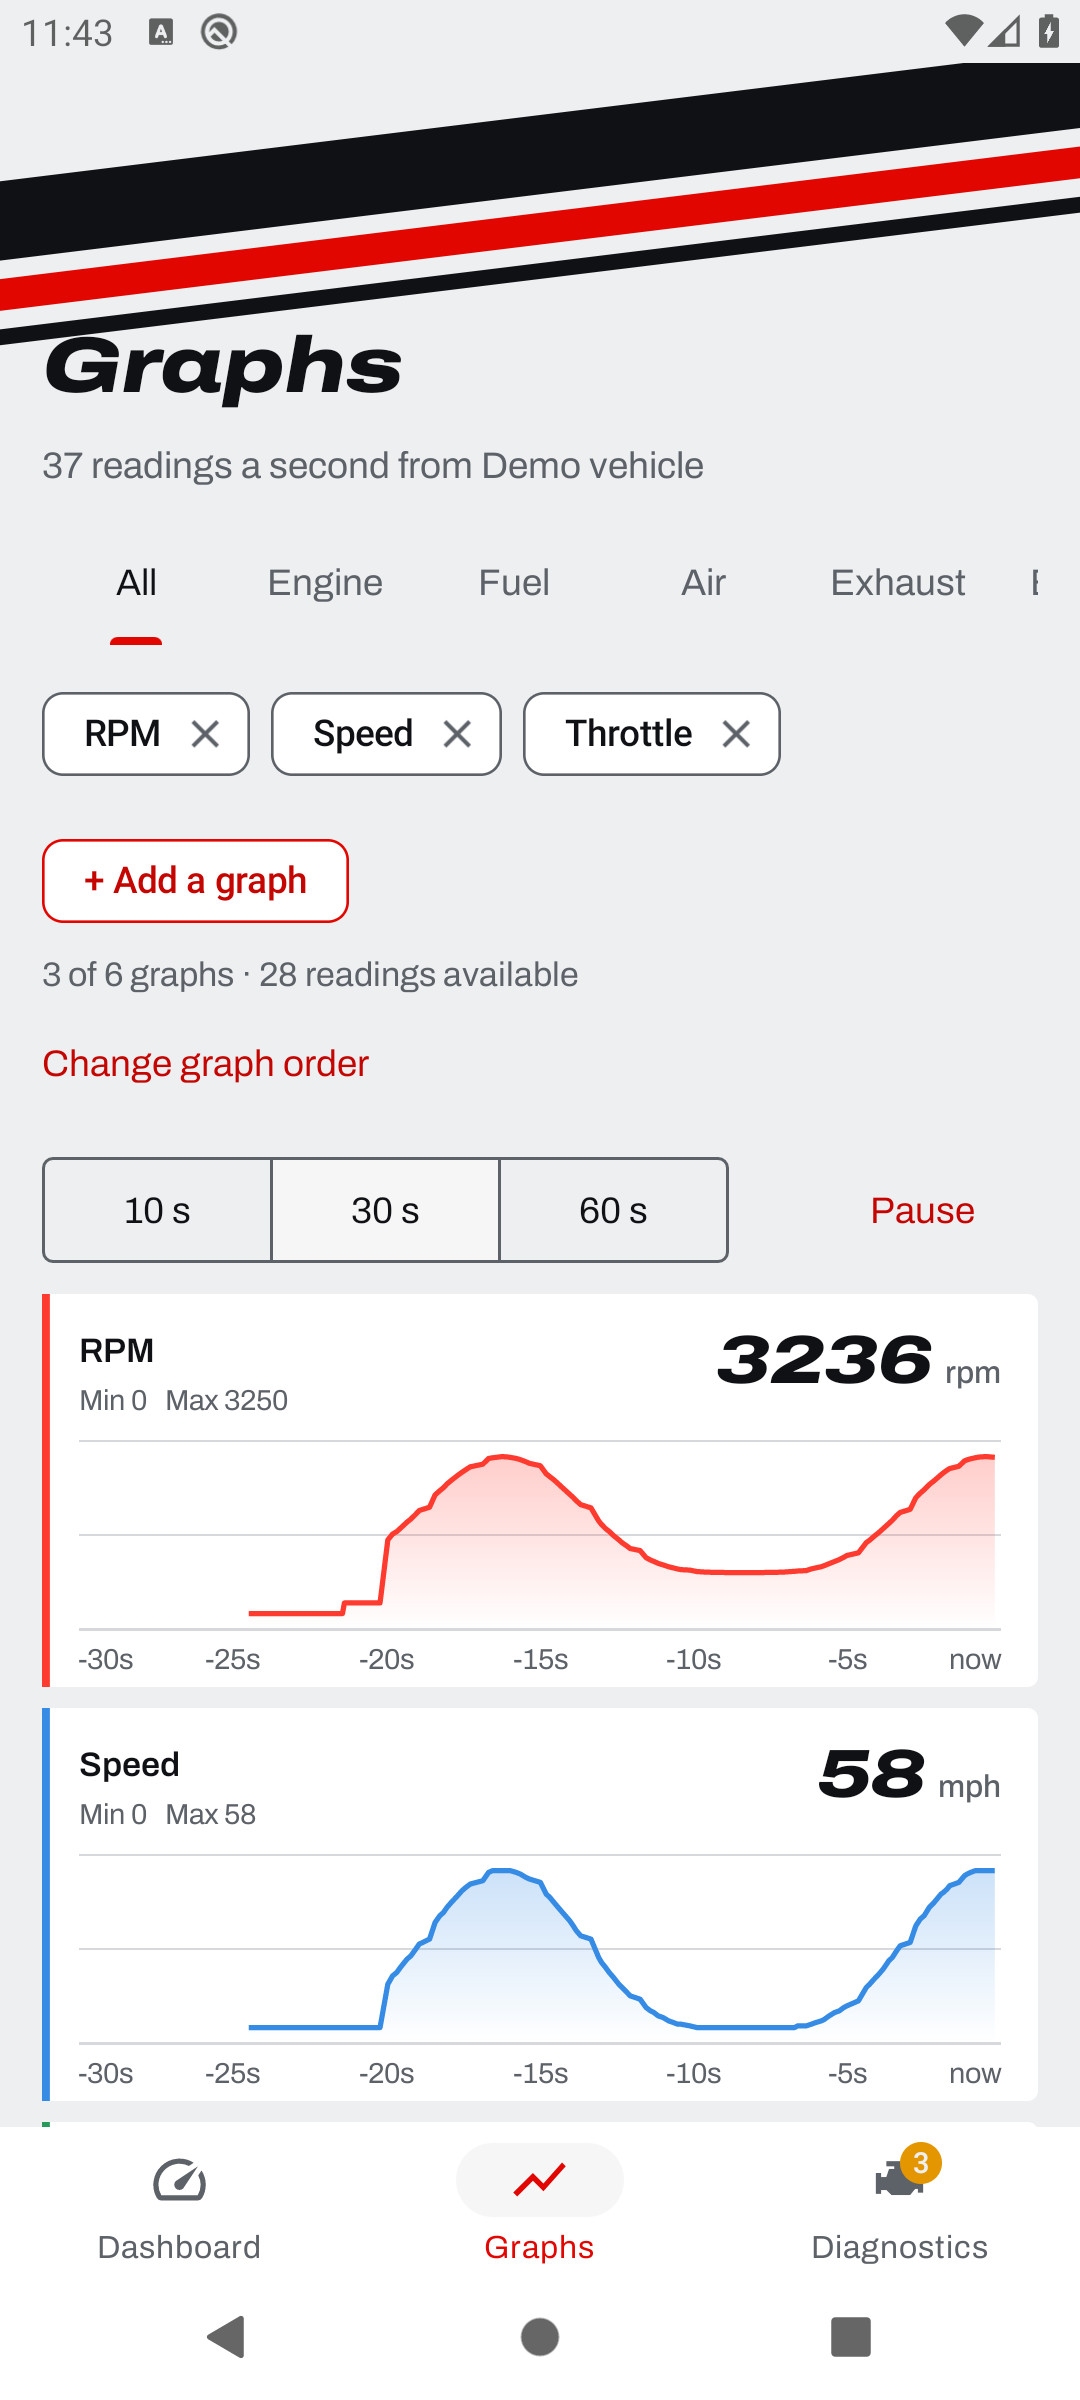 11:43
Graphs
37 readings a second from Demo vehicle
All Engine Fuel Air Exhaust
RPM Speed Throttle
+ Add a graph
3 of 6 graphs · 28 readings available
Change graph order
10 s 30 s 60 s Pause
RPM 3236 rpm
Min 0 Max 3250
-30s -25s -20s -15s -10s -5s now
Speed 58 mph
Min 0 Max 58
-30s -25s -20s -15s -10s -5s now
3
Dashboard Graphs Diagnostics